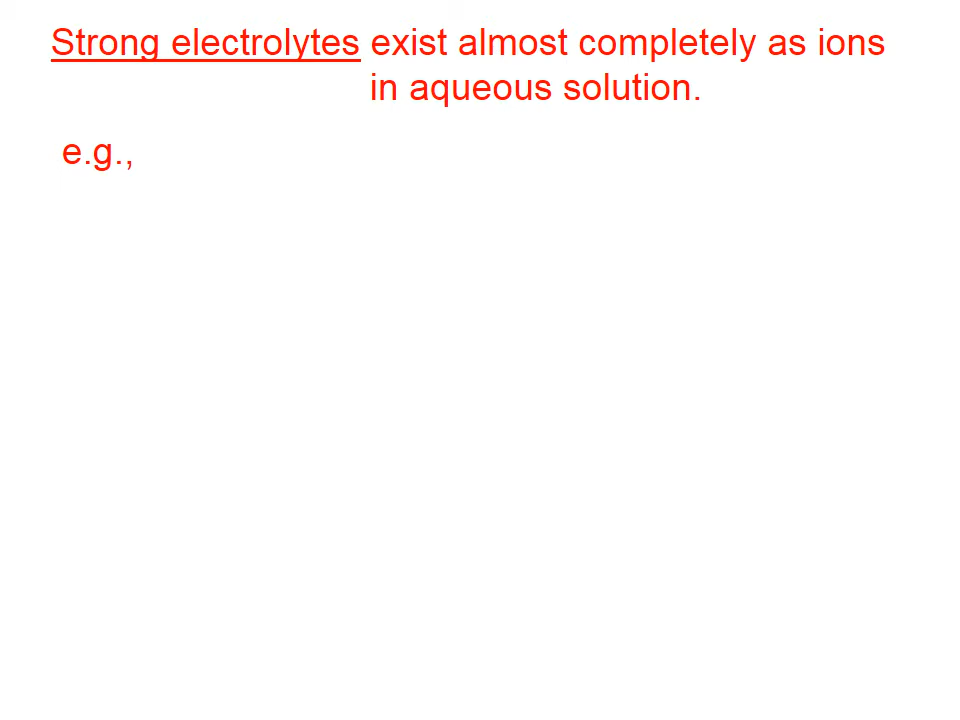 Strong electrolytes exist almost completely as ions
in aqueous solution.
e.g.,